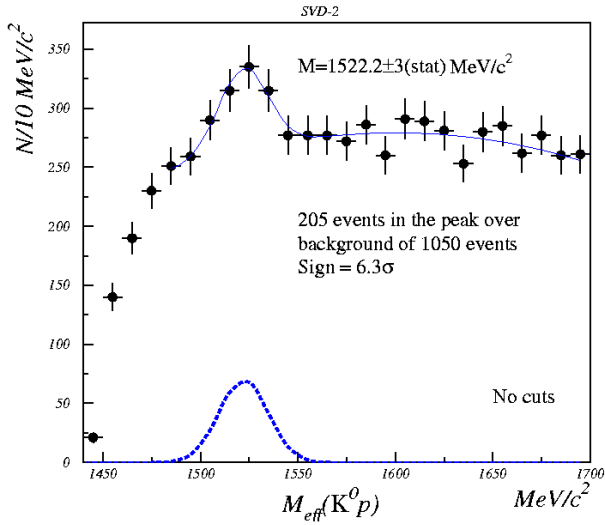 SVD-2
N/10 MeV/c²
350
300
250
200
150
100
50
0
M=1522.2±3(stat) MeV/c²
205 events in the peak over
background of 1050 events
Sign = 6.3σ
No cuts
1450
1500
1550
1600
1650
1700
M_eff(K⁰p)
MeV/c²